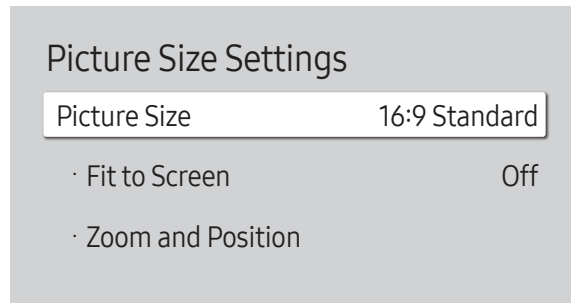 Picture Size Settings
Picture Size 16:9 Standard
· Fit to Screen Off
· Zoom and Position